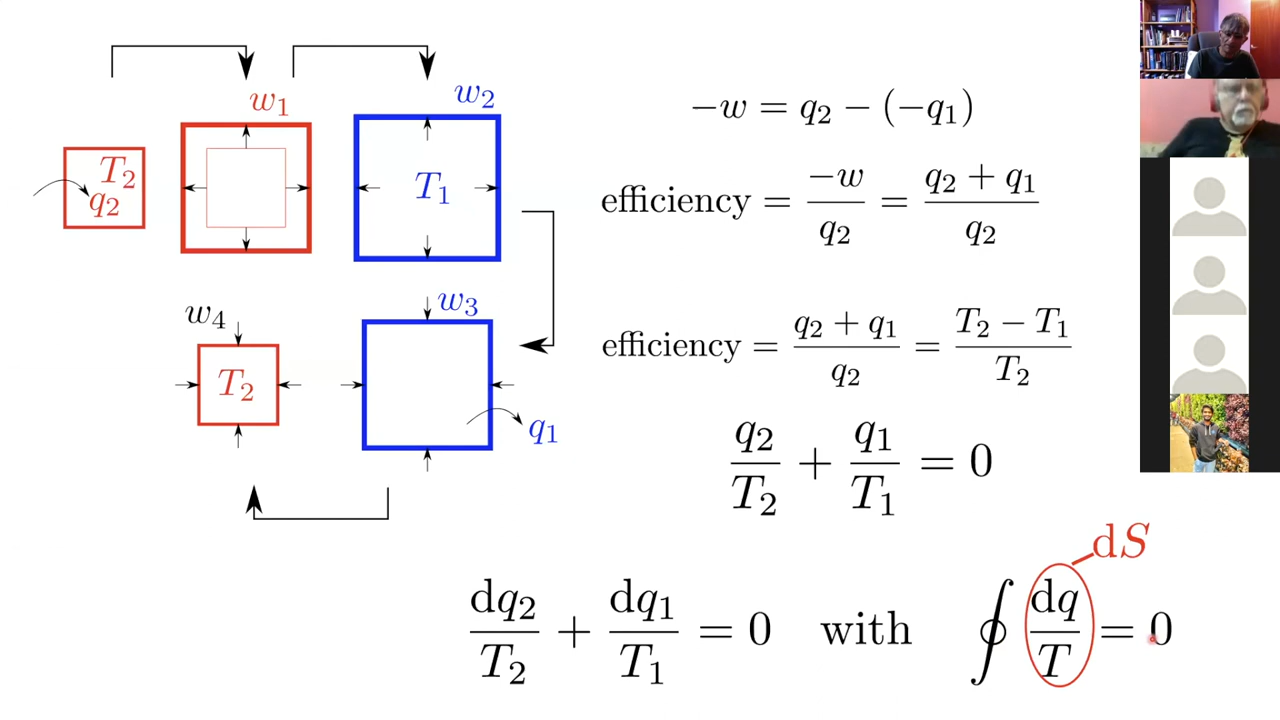 w₁
w₂
T₂
q₂
T₁
w₄
w₃
T₂
q₁
−w = q₂ − (−q₁)
efficiency = −w / q₂ = (q₂ + q₁) / q₂
efficiency = (q₂ + q₁) / q₂ = (T₂ − T₁) / T₂
q₂ / T₂ + q₁ / T₁ = 0
dS
dq₂ / T₂ + dq₁ / T₁ = 0 with ∮ dq / T = 0